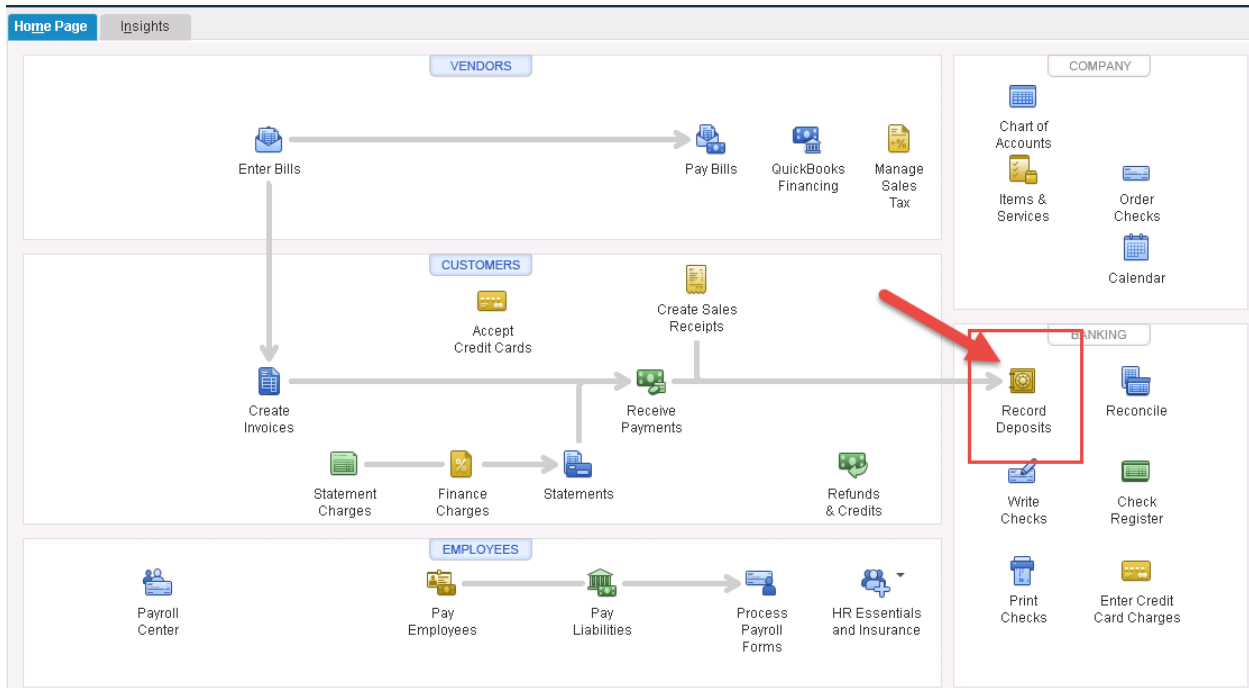 Home Page
Insights
VENDORS
Enter Bills
Pay Bills
QuickBooks
Financing
Manage
Sales
Tax
COMPANY
Chart of
Accounts
Items &
Services
Order
Checks
Calendar
CUSTOMERS
Accept
Credit Cards
Create Sales
Receipts
Create
Invoices
Receive
Payments
Statement
Charges
Finance
Charges
Statements
Refunds
& Credits
BANKING
Record
Deposits
Reconcile
Write
Checks
Check
Register
Print
Checks
Enter Credit
Card Charges
EMPLOYEES
Payroll
Center
Pay
Employees
Pay
Liabilities
Process
Payroll
Forms
HR Essentials
and Insurance